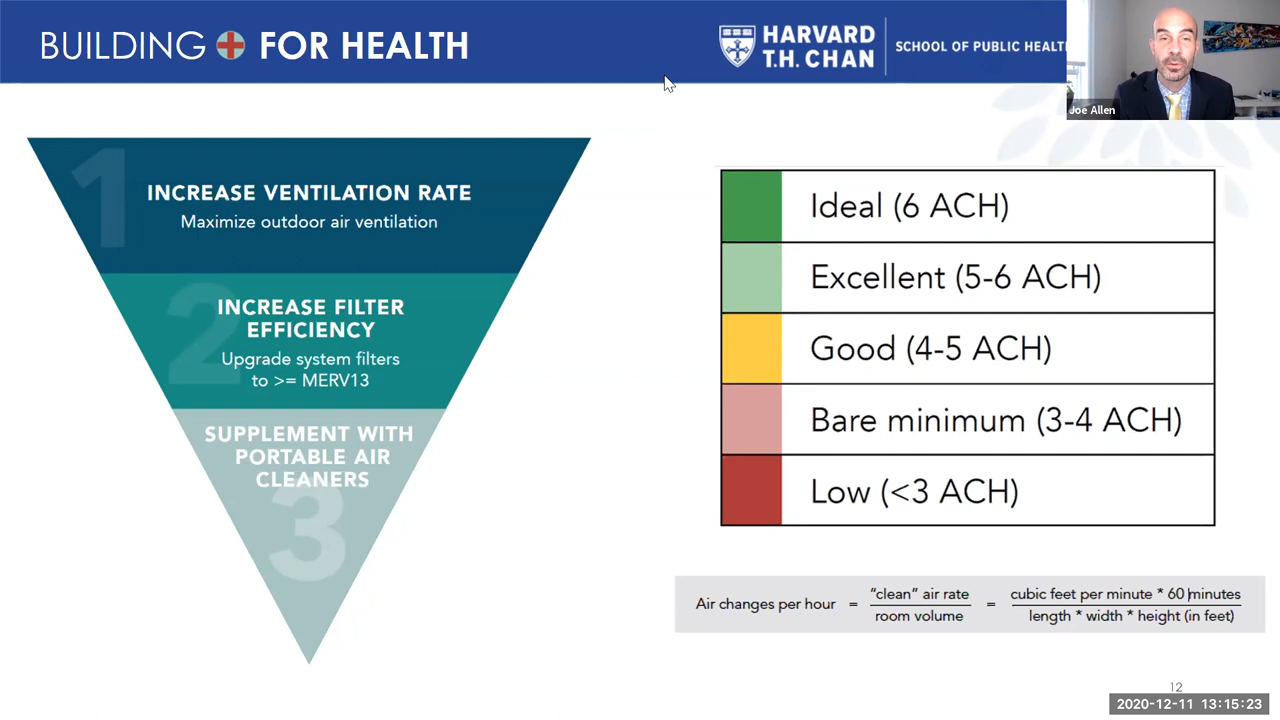 BUILDING FOR HEALTH
HARVARD
T.H. CHAN
SCHOOL OF PUBLIC HEALT
Joe Allen
1
INCREASE VENTILATION RATE
Maximize outdoor air ventilation
2
INCREASE FILTER
EFFICIENCY
Upgrade system filters
to >= MERV13
SUPPLEMENT WITH
PORTABLE AIR
CLEANERS
3
Ideal (6 ACH)
Excellent (5-6 ACH)
Good (4-5 ACH)
Bare minimum (3-4 ACH)
Low (<3 ACH)
Air changes per hour = "clean" air rate = cubic feet per minute * 60 minutes
room volume length * width * height (in feet)
12
2020-12-11 13:15:23